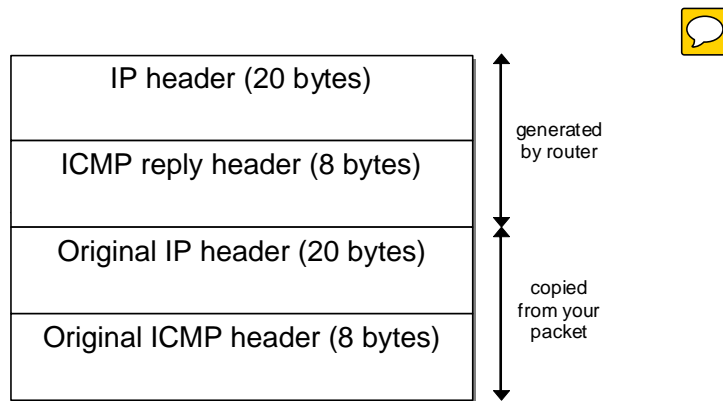 IP header (20 bytes)
ICMP reply header (8 bytes)
generated
by router
Original IP header (20 bytes)
Original ICMP header (8 bytes)
copied
from your
packet